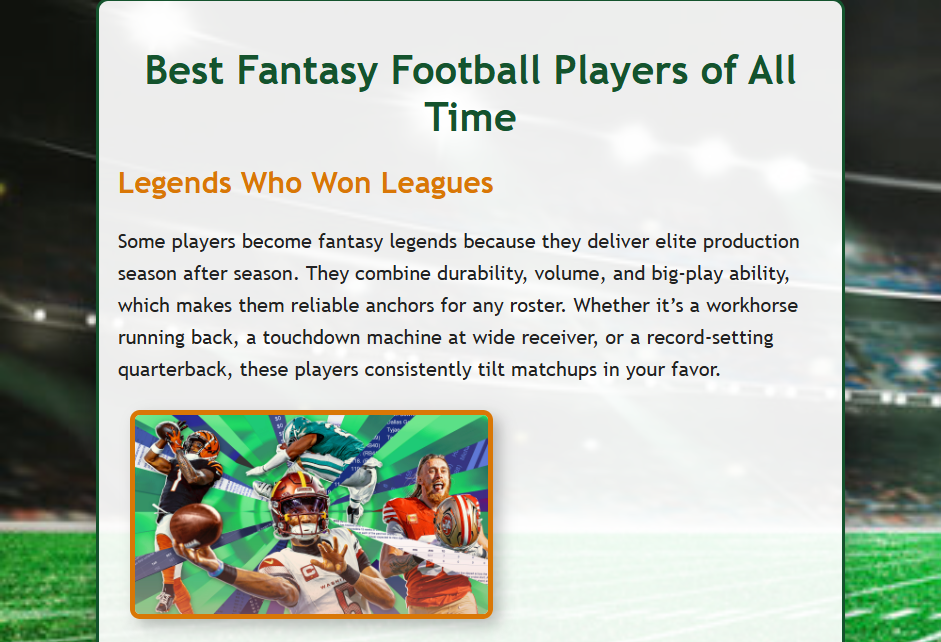 Best Fantasy Football Players of All
Time
Legends Who Won Leagues
Some players become fantasy legends because they deliver elite production
season after season. They combine durability, volume, and big-play ability,
which makes them reliable anchors for any roster. Whether it’s a workhorse
running back, a touchdown machine at wide receiver, or a record-setting
quarterback, these players consistently tilt matchups in your favor.
1
5